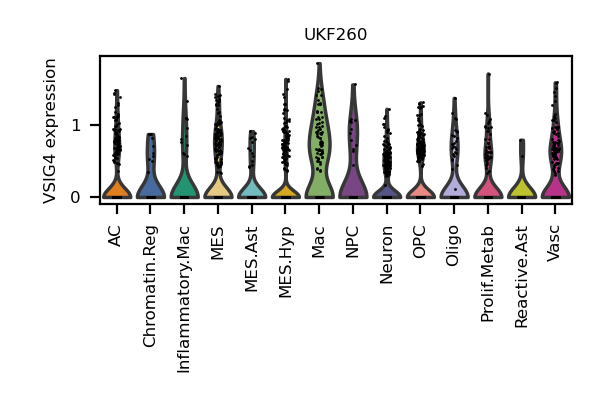 UKF260
VSIG4 expression
1
0
AC
Chromatin.Reg
Inflammatory.Mac
MES
MES.Ast
MES.Hyp
Mac
NPC
Neuron
OPC
Oligo
Prolif.Metab
Reactive.Ast
Vasc